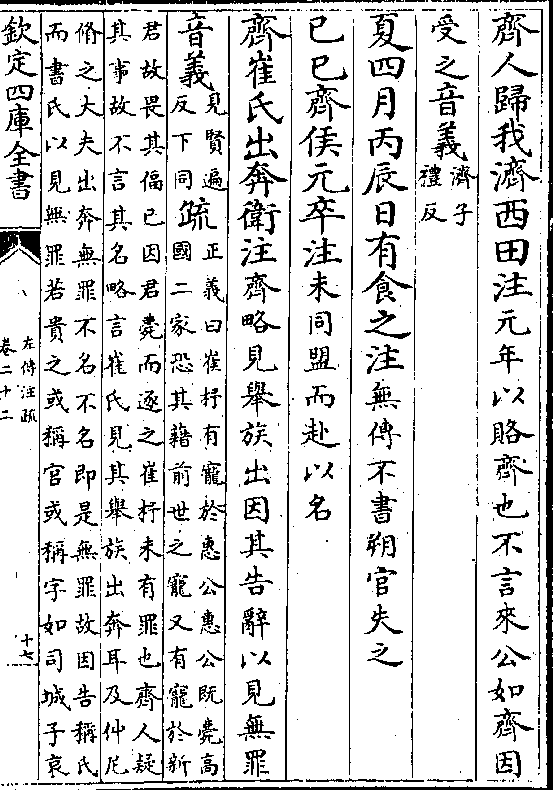 齊人歸我濟西田注元年以賂齊也不言來公如齊因
受之音義濟子
禮反
夏四月丙辰日有食之注無傳不書朔官失之
己巳齊侯元卒注未同盟而赴以名
齊崔氏出奔衛注齊略見舉族出因其告辭以見無罪
音義見賢遍
反下同疏正義曰崔杼有寵於惠公惠公既薨高
國二家恐其藉前世之寵又有寵於新
君故畏其偪己因君薨而逐之崔杼未有罪也齊人疑
其事故不言其名略言崔氏見其舉族出奔耳及仲尼
脩之大夫出奔無罪不名不名即是無罪故因告稱氏
而書氏以見無罪若貴之或稱官或稱字如司城子哀
欽定四庫全書
左傳注疏
卷二十二
十七